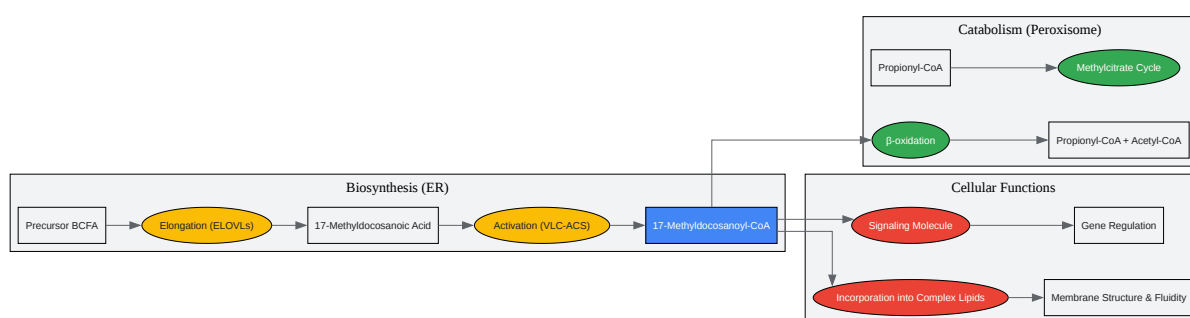 Catabolism (Peroxisome)
Propionyl-CoA
Methylcitrate Cycle
β-oxidation
Propionyl-CoA + Acetyl-CoA
Biosynthesis (ER)
Precursor BCFA
Elongation (ELOVLs)
17-Methyldocosanoic Acid
Activation (VLC-ACS)
17-Methyldocosanoyl-CoA
Cellular Functions
Signaling Molecule
Gene Regulation
Incorporation into Complex Lipids
Membrane Structure & Fluidity